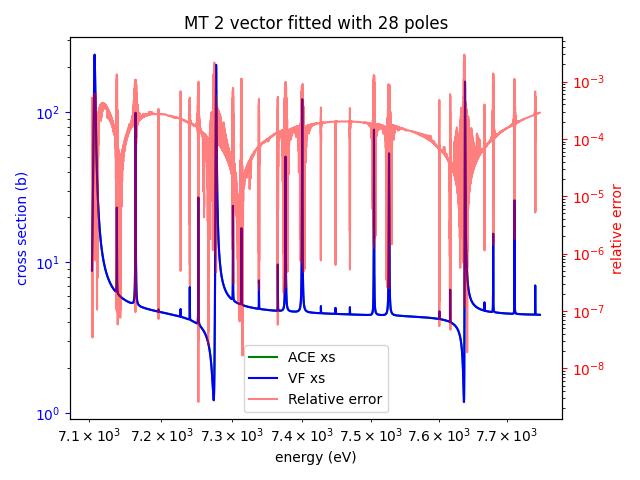 MT 2 vector fitted with 28 poles
cross section (b)
10²
10¹
10⁰
10⁻³
10⁻⁴
10⁻⁵
10⁻⁶
10⁻⁷
10⁻⁸
relative error
ACE xs
VF xs
Relative error
7.1 × 10³ 7.2 × 10³ 7.3 × 10³ 7.4 × 10³ 7.5 × 10³ 7.6 × 10³ 7.7 × 10³
energy (eV)